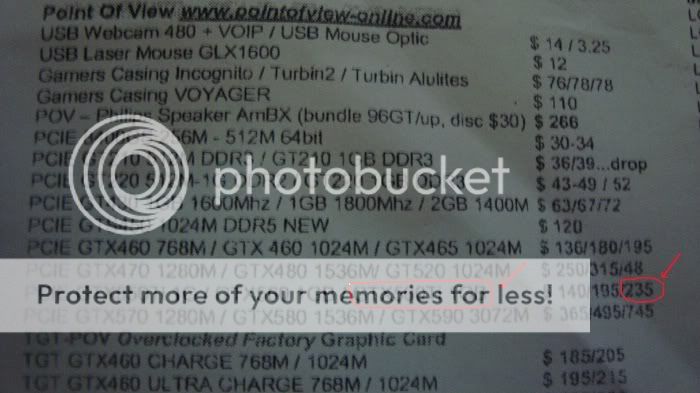 Point Of View www.pointofview-online.com
USB Webcam 480 + VOIP / USB Mouse Optic $ 14 / 3.25
USB Laser Mouse GLX1600 $ 12
Gamers Casing Incognito / Turbin2 / Turbin Alulites $ 76/78/78
Gamers Casing VOYAGER $ 110
POV – Philips Speaker AmBX (bundle 96GT/up, disc $30) $ 266
PCIE - 512M 64bit $ 30-34
PCIE DDR3 / GT210 1GB DDR3 $ 36/39...drop
PCIE $ 43-49 / 52
PCIE 1600Mhz / 1GB 1800Mhz / 2GB 1400M $ 63/67/72
PCIE 1024M DDR5 NEW $ 120
PCIE GTX460 768M / GTX 460 1024M / GTX465 1024M $ 136/180/195
PCIE GTX470 1280M / GTX480 1536M/ GT520 1024M $ 250/315/48
$ 140/195/235
PCIE GTX570 1280M / GTX580 1536M / GTX590 3072M $ 365/495/745
TGT-POV Overclocked Factory Graphic Card
TGT GTX460 CHARGE 768M / 1024M $ 185/205
TGT GTX460 ULTRA CHARGE 768M / 1024M $ 195/215
photobucket
Protect more of your memories for less!